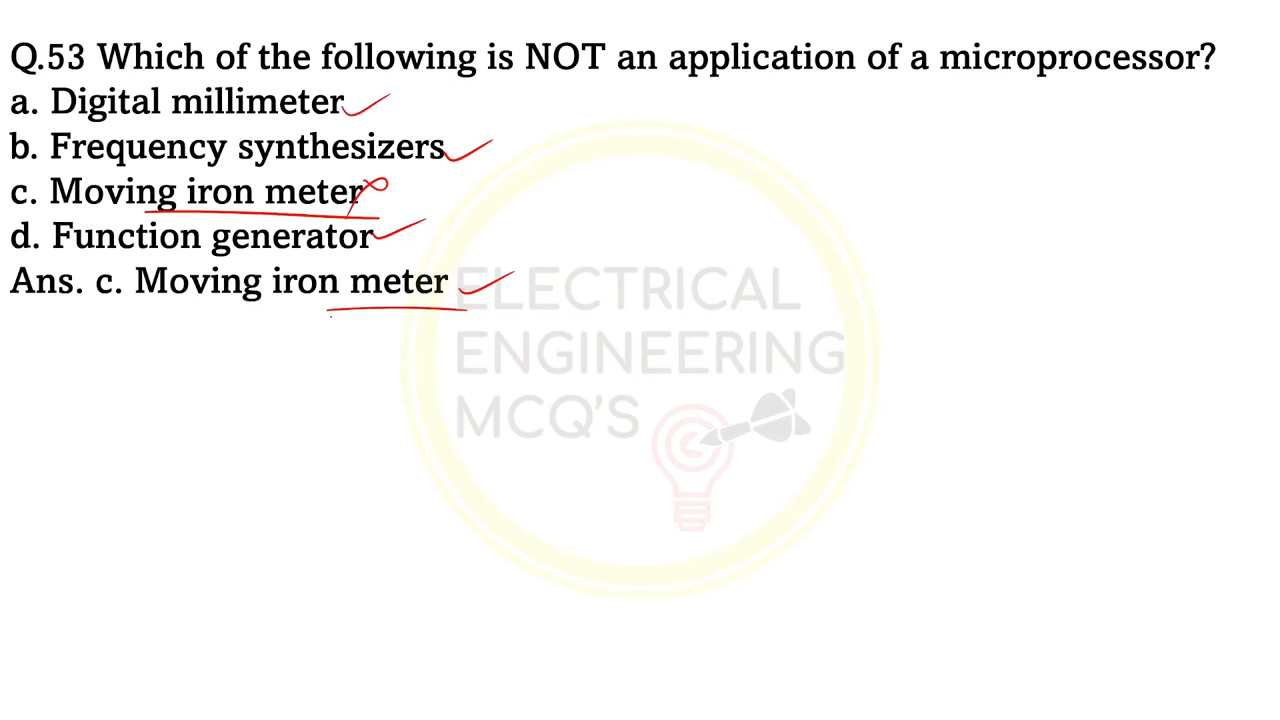 Q.53 Which of the following is NOT an application of a microprocessor?
a. Digital millimeter
b. Frequency synthesizers
c. Moving iron meter
d. Function generator
Ans. c. Moving iron meter
ELECTRICAL
ENGINEERING
MCQ'S